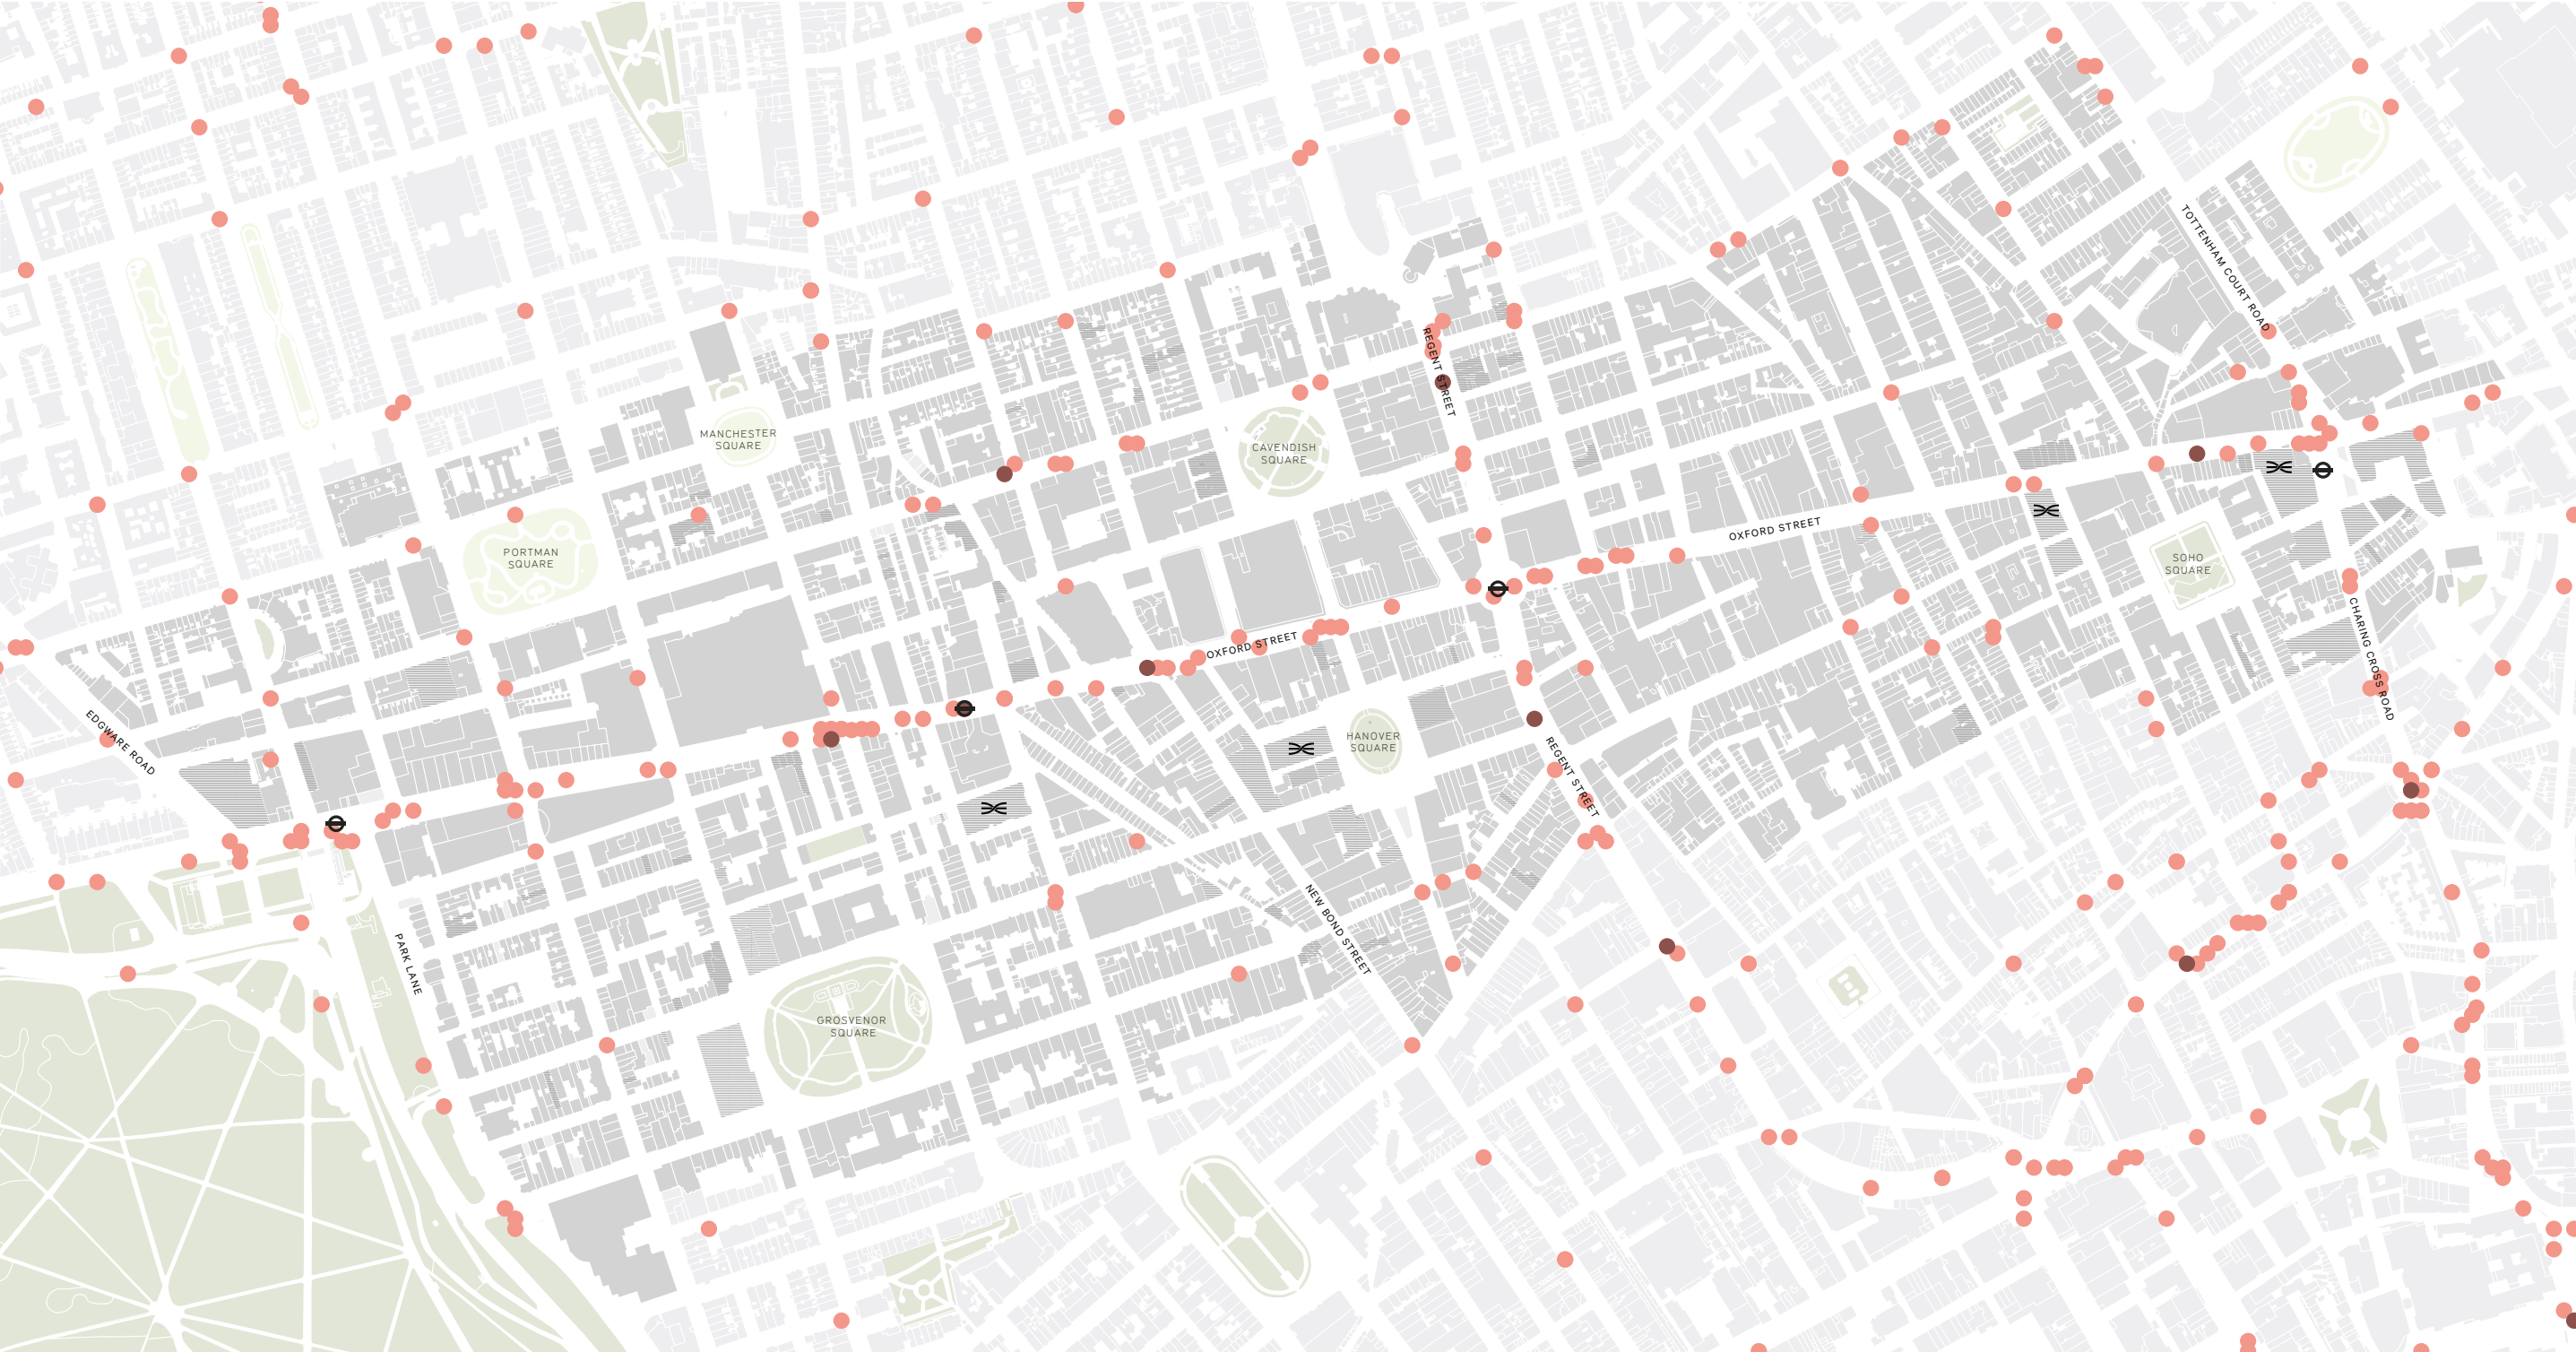 TOTTENHAM COURT ROAD
REGENT STREET
MANCHESTER
SQUARE
CAVENDISH
SQUARE
OXFORD STREET
PORTMAN
SQUARE
SOHO
SQUARE
CHARING CROSS ROAD
OXFORD STREET
EDGWARE ROAD
HANOVER
SQUARE
REGENT STREET
NEW BOND STREET
PARK LANE
GROSVENOR
SQUARE